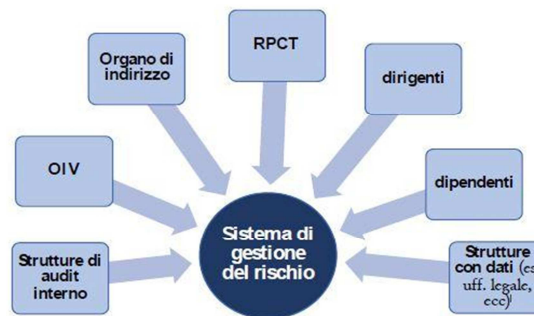 RPCT
Organo di
indirizzo
dirigenti
OIV
dipendenti
Sistema di
gestione
del rischio
Strutture di
audit
interno
Strutture
con dati (es
uff. legale,
ecc)